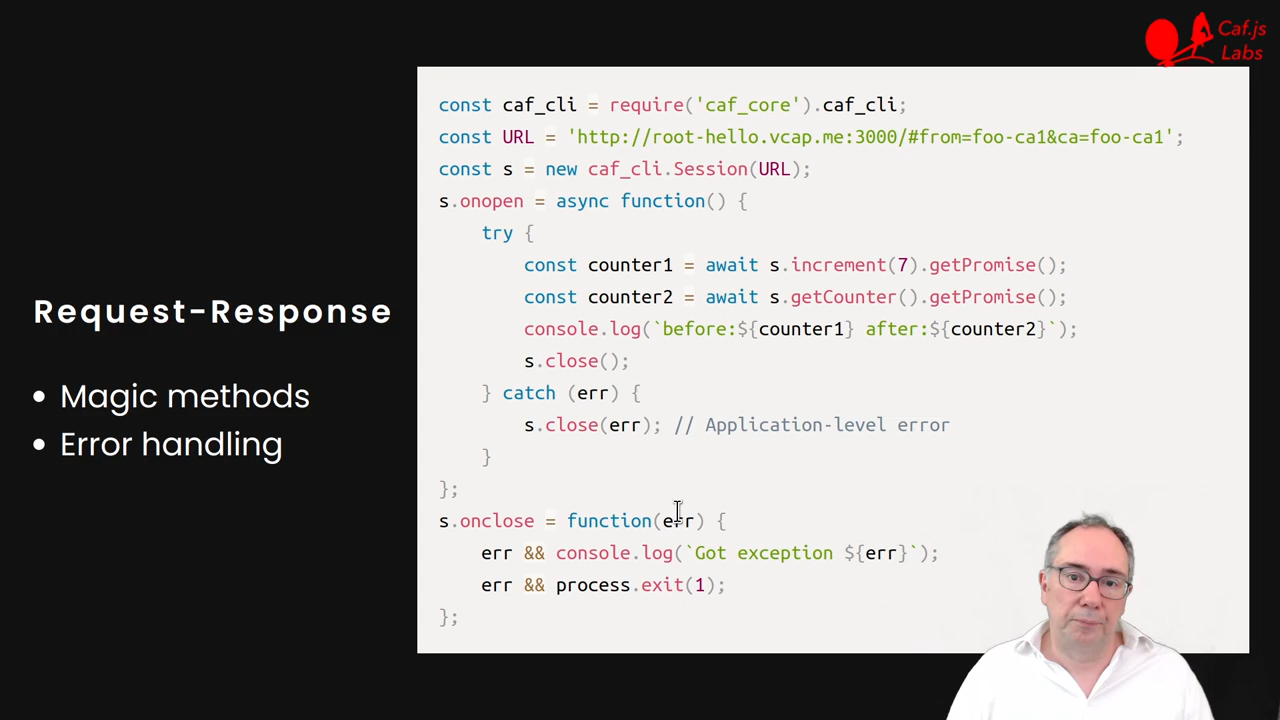 Caf.js
Labs
Request-Response
• Magic methods
• Error handling
const caf_cli = require('caf_core').caf_cli;
const URL = 'http://root-hello.vcap.me:3000/#from=foo-ca1&ca=foo-ca1';
const s = new caf_cli.Session(URL);
s.onopen = async function() {
    try {
        const counter1 = await s.increment(7).getPromise();
        const counter2 = await s.getCounter().getPromise();
        console.log(`before:${counter1} after:${counter2}`);
        s.close();
    } catch (err) {
        s.close(err); // Application-level error
    }
};
s.onclose = function(err) {
    err && console.log(`Got exception ${err}`);
    err && process.exit(1);
};